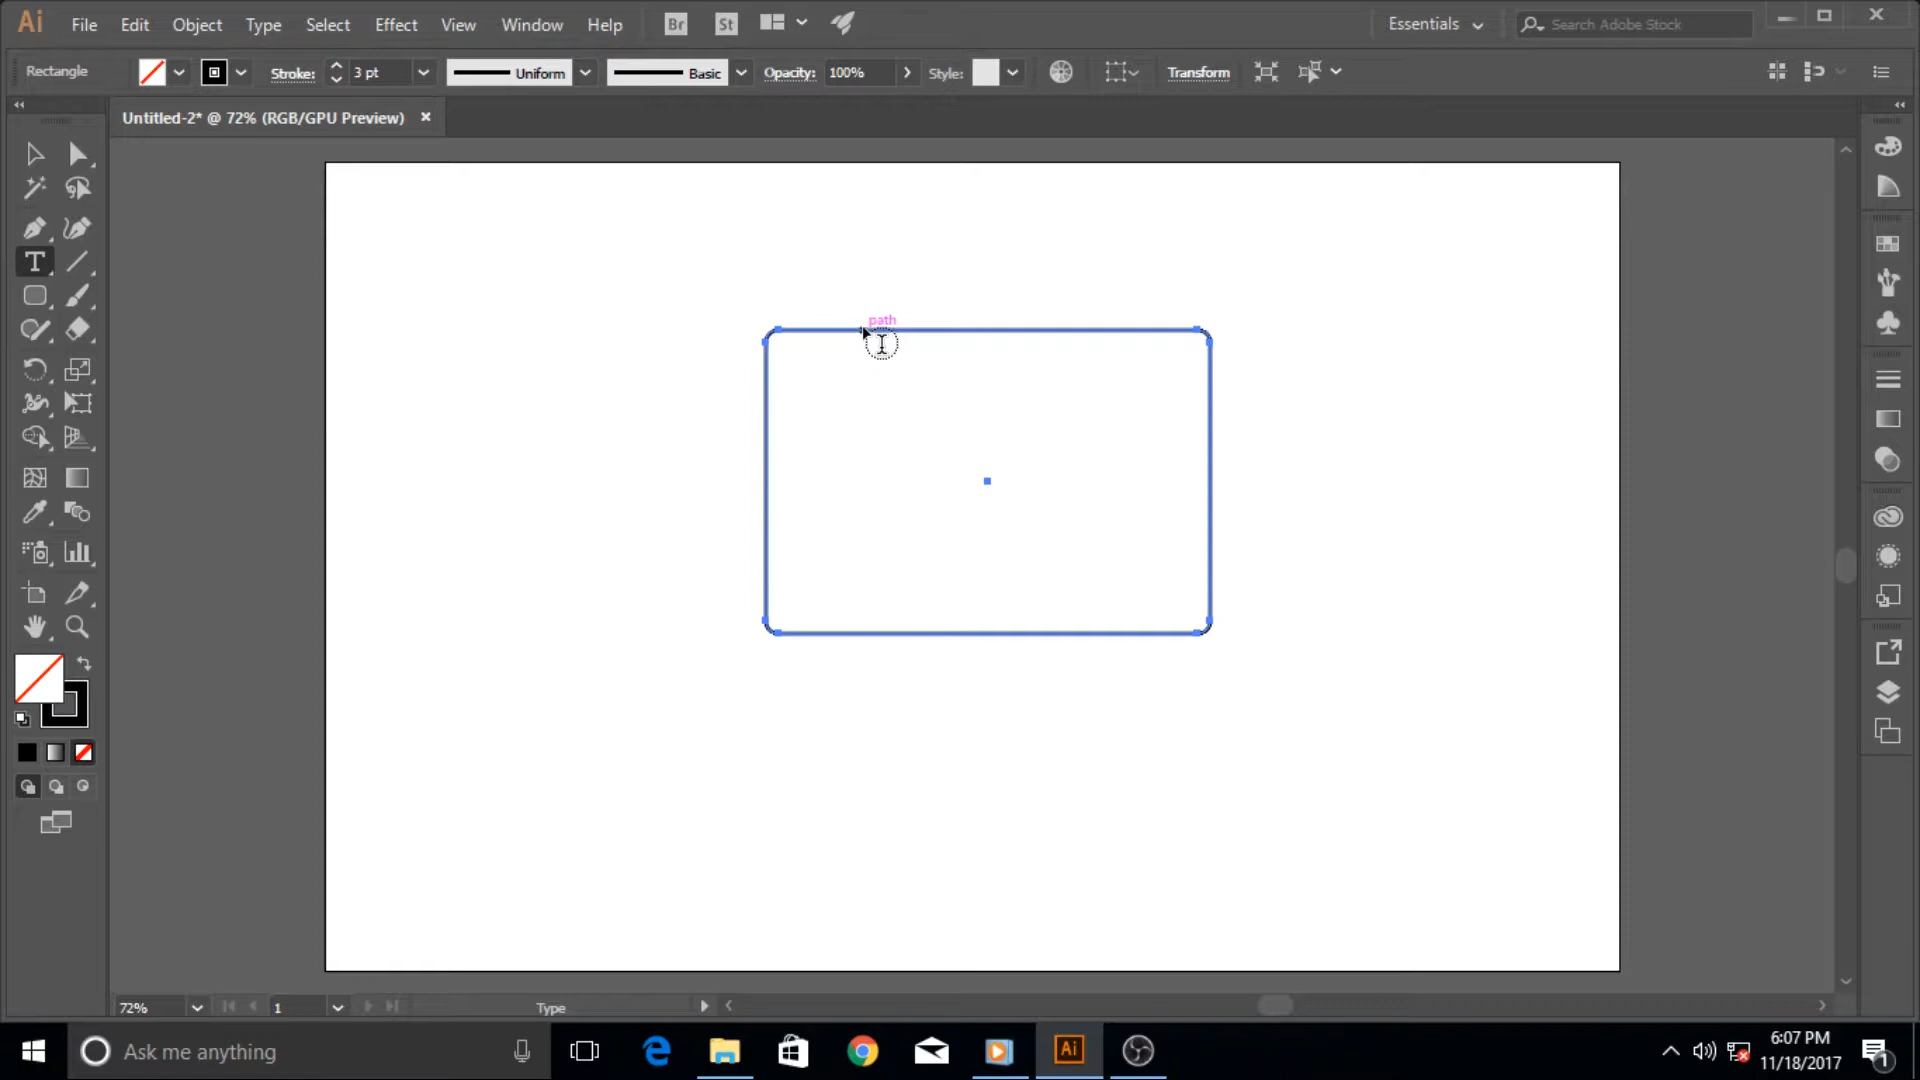 Ai File Edit Object Type Select Effect View Window Help Br St Essentials Search Adobe Stock
Rectangle Stroke: 3 pt Uniform Basic Opacity: 100% Style: Transform
Untitled-2* @ 72% (RGB/GPU Preview)
T
path
72% 1 Type
Ask me anything Ai 6:07 PM
11/18/2017
1